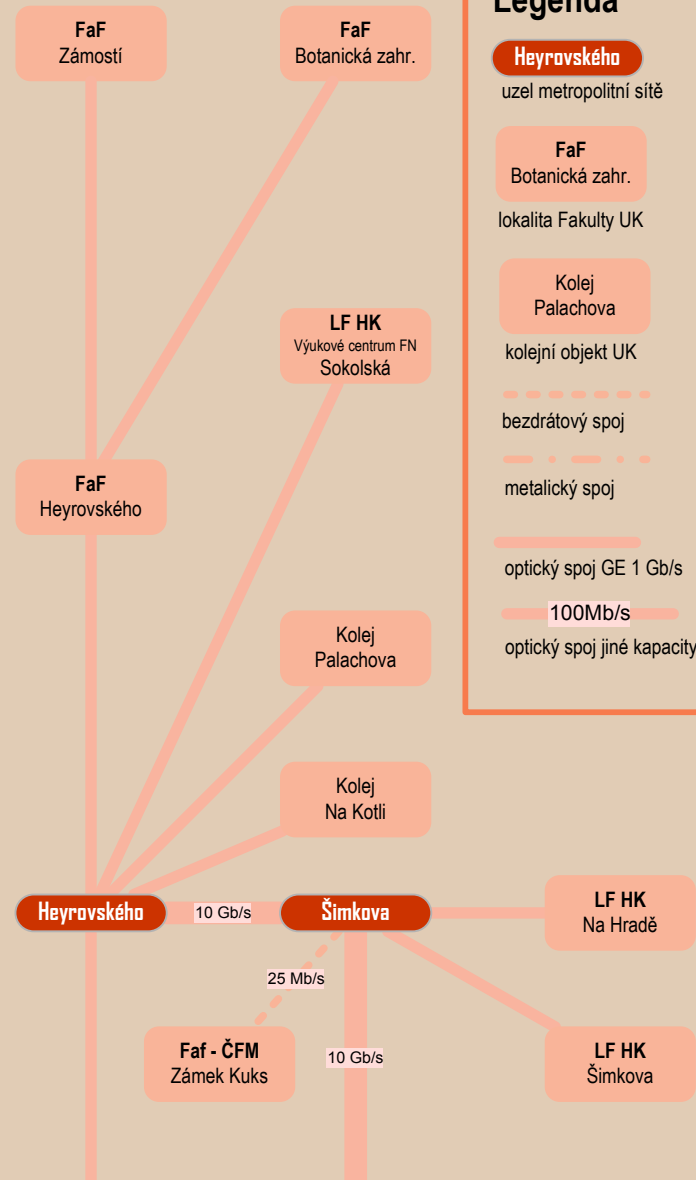 FaF
Zámostí
FaF
Botanická zahr.
LF HK
Výukové centrum FN
Sokolská
FaF
Heyrovského
Kolej
Palachova
Kolej
Na Kotli
Heyrovského
10 Gb/s
Šimkova
LF HK
Na Hradě
25 Mb/s
Faf - ČFM
Zámek Kuks
10 Gb/s
LF HK
Šimkova
Legenda
Heyrovského
uzel metropolitní sítě
FaF
Botanická zahr.
lokalita Fakulty UK
Kolej
Palachova
kolejní objekt UK
bezdrátový spoj
metalický spoj
optický spoj GE 1 Gb/s
100Mb/s
optický spoj jiné kapacity